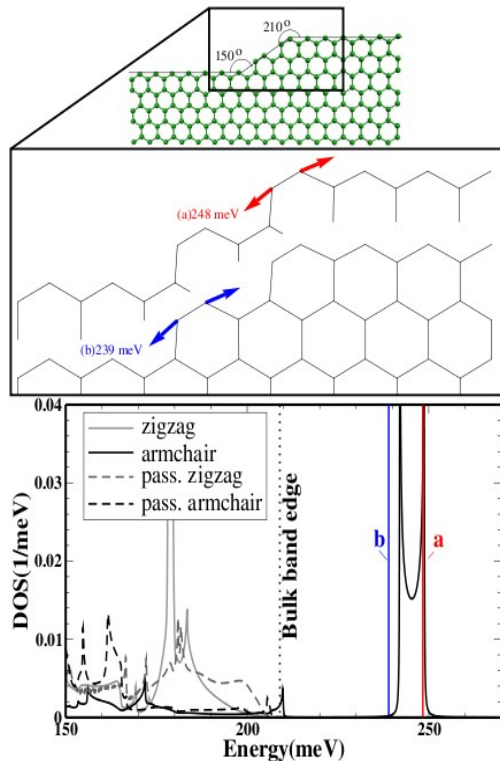 210°
150°
(a)248 meV
(b)239 meV
0.04
0.03
0.02
0.01
0
DOS(1/meV)
zigzag
armchair
pass. zigzag
pass. armchair
Bulk band edge
b
a
150
200
250
Energy(meV)